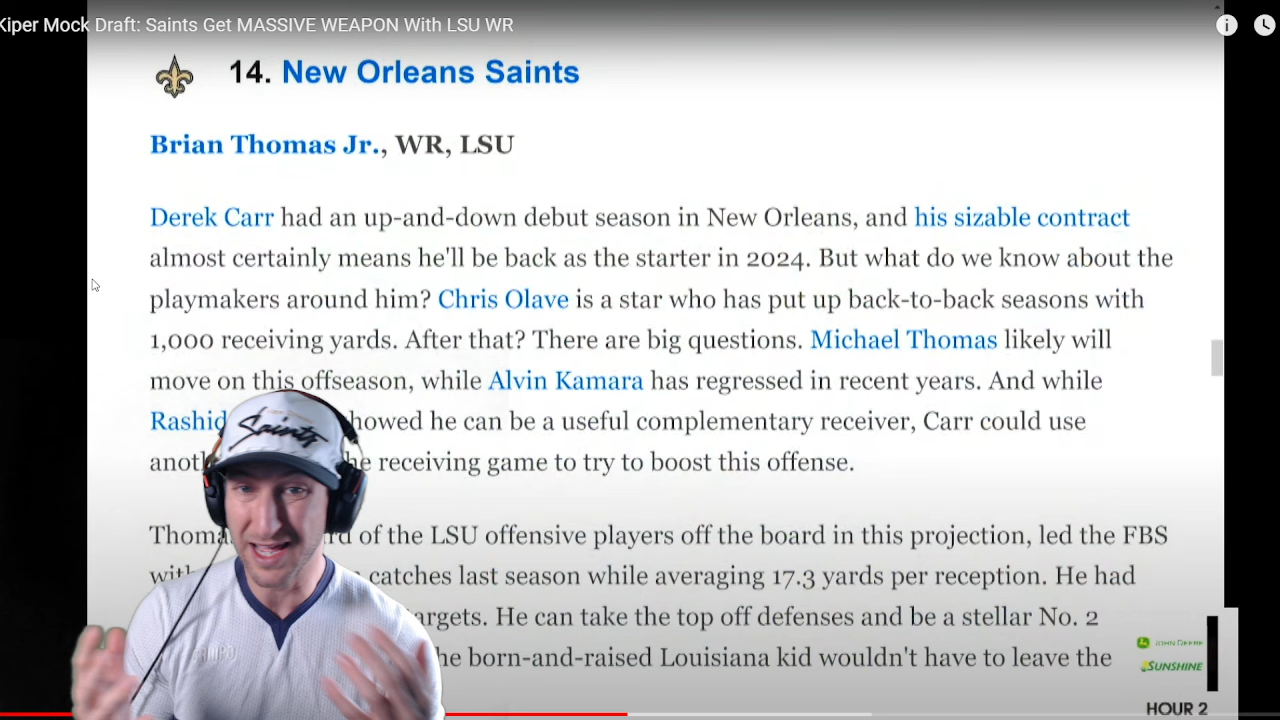 Kiper Mock Draft: Saints Get MASSIVE WEAPON With LSU WR
14. New Orleans Saints
Brian Thomas Jr., WR, LSU
Derek Carr had an up-and-down debut season in New Orleans, and his sizable contract
almost certainly means he'll be back as the starter in 2024. But what do we know about the
playmakers around him? Chris Olave is a star who has put up back-to-back seasons with
1,000 receiving yards. After that? There are big questions. Michael Thomas likely will
move on this offseason, while Alvin Kamara has regressed in recent years. And while
Rashid showed he can be a useful complementary receiver, Carr could use
the receiving game to try to boost this offense.
of the LSU offensive players off the board in this projection, led the FBS
catches last season while averaging 17.3 yards per reception. He had
targets. He can take the top off defenses and be a stellar No. 2
born-and-raised Louisiana kid wouldn't have to leave the
Saints
JOHN DEERE
SUNSHINE
HOUR 2